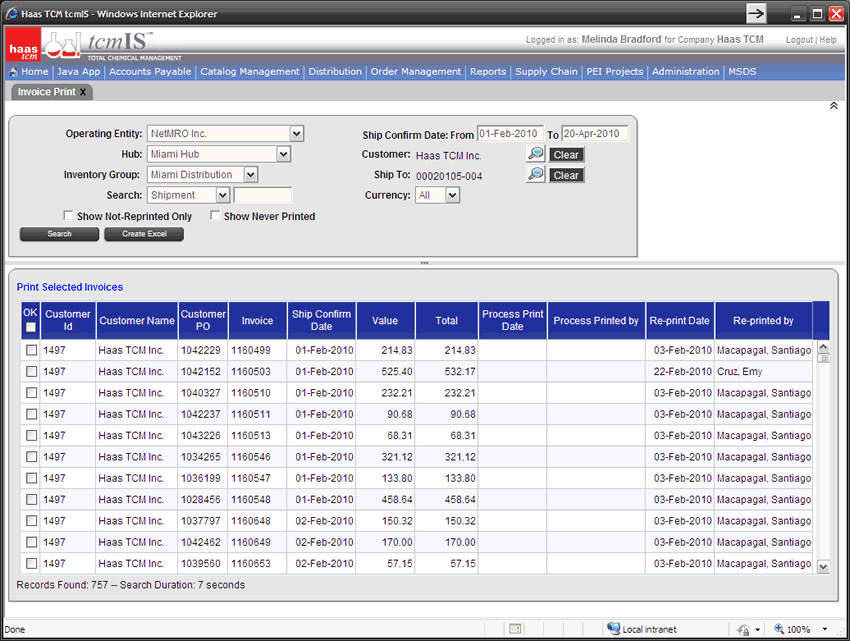 Haas TCM tcmIS - Windows Internet Explorer
haas tcm
tcmIS™
TOTAL CHEMICAL MANAGEMENT
Logged in as: Melinda Bradford for Company Haas TCM Logout | Help
Home | Java App | Accounts Payable | Catalog Management | Distribution | Order Management | Reports | Supply Chain | PEI Projects | Administration | MSDS
Invoice Print X
Operating Entity: NetMRO Inc. Ship Confirm Date: From 01-Feb-2010 To 20-Apr-2010
Hub: Miami Hub Customer: Haas TCM Inc. Clear
Inventory Group: Miami Distribution Ship To: 00020105-004 Clear
Search: Shipment Currency: All
Show Not-Reprinted Only Show Never Printed
Search Create Excel
Print Selected Invoices
OK Customer Id Customer Name Customer PO Invoice Ship Confirm Date Value Total Process Print Date Process Printed by Re-print Date Re-printed by
1497 Haas TCM Inc. 1042229 1160499 01-Feb-2010 214.83 214.83 03-Feb-2010 Macapagal, Santiago
1497 Haas TCM Inc. 1042152 1160503 01-Feb-2010 525.40 532.17 22-Feb-2010 Cruz, Emy
1497 Haas TCM Inc. 1040327 1160510 01-Feb-2010 232.21 232.21 03-Feb-2010 Macapagal, Santiago
1497 Haas TCM Inc. 1042237 1160511 01-Feb-2010 90.68 90.68 03-Feb-2010 Macapagal, Santiago
1497 Haas TCM Inc. 1043226 1160513 01-Feb-2010 68.31 68.31 03-Feb-2010 Macapagal, Santiago
1497 Haas TCM Inc. 1034265 1160546 01-Feb-2010 321.12 321.12 03-Feb-2010 Macapagal, Santiago
1497 Haas TCM Inc. 1036199 1160547 01-Feb-2010 133.80 133.80 03-Feb-2010 Macapagal, Santiago
1497 Haas TCM Inc. 1028456 1160548 01-Feb-2010 458.64 458.64 03-Feb-2010 Macapagal, Santiago
1497 Haas TCM Inc. 1037797 1160648 02-Feb-2010 150.32 150.32 03-Feb-2010 Macapagal, Santiago
1497 Haas TCM Inc. 1042462 1160649 02-Feb-2010 170.00 170.00 03-Feb-2010 Macapagal, Santiago
1497 Haas TCM Inc. 1039560 1160653 02-Feb-2010 57.15 57.15 03-Feb-2010 Macapagal, Santiago
Records Found: 757 -- Search Duration: 7 seconds
Done Local intranet 100%